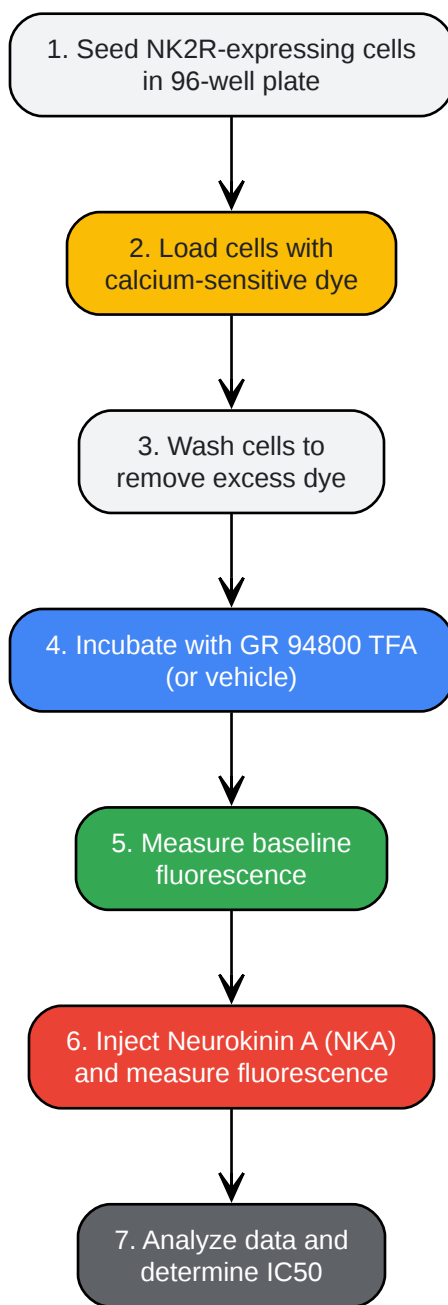 1. Seed NK2R-expressing cells
in 96-well plate
2. Load cells with
calcium-sensitive dye
3. Wash cells to
remove excess dye
4. Incubate with GR 94800 TFA
(or vehicle)
5. Measure baseline
fluorescence
6. Inject Neurokinin A (NKA)
and measure fluorescence
7. Analyze data and
determine IC50